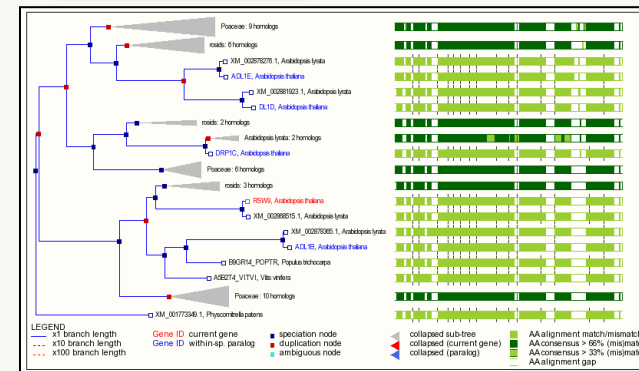 Poaceae : 9 homologs
rosids: 6 homologs
XM_002878276.1, Arabidopsis lyrata
ADL1E, Arabidopsis thaliana
XM_002881923.1, Arabidopsis lyrata
DL1D, Arabidopsis thaliana
rosids: 2 homologs
Arabidopsis lyrata: 2 homologs
DRP1C, Arabidopsis thaliana
Poaceae : 6 homologs
rosids : 3 homologs
RSW9, Arabidopsis thaliana
XM_002868515.1, Arabidopsis lyrata
XM_002878365.1, Arabidopsis lyrata
ADL1B, Arabidopsis thaliana
B9GR14_POPTR, Populus trichocarpa
A5B2T4_VITVI, Vitis vinifera
Poaceae : 10 homologs
XM_001773349.1, Physcomitrella patens
LEGEND
x1 branch length
x10 branch length
x100 branch length
Gene ID current gene
Gene ID within-sp. paralog
speciation node
duplication node
ambiguous node
collapsed sub-tree
collapsed (current gene)
collapsed (paralog)
AA alignment match/mismatch
AA consensus > 66% (mis)match
AA consensus > 33% (mis)match
AA alignment gap